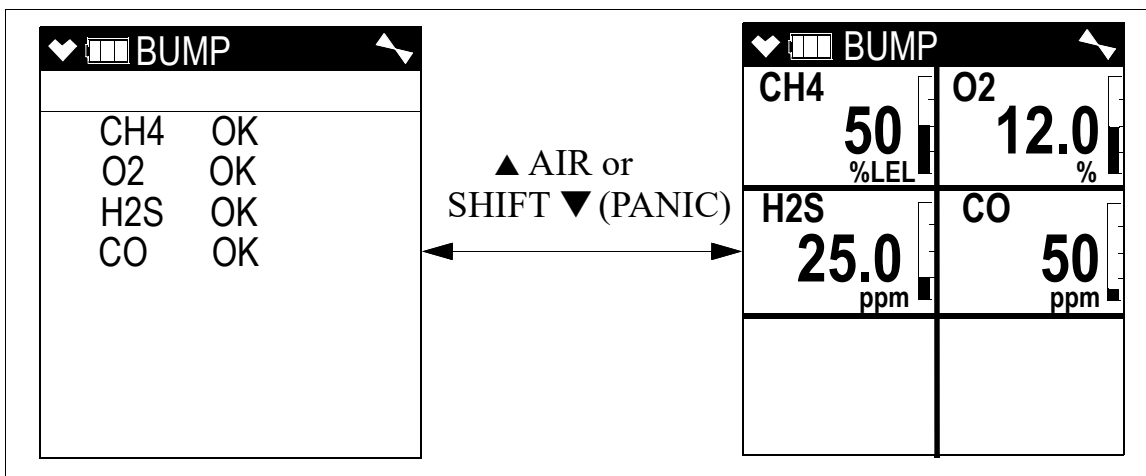 BUMP
CH4 OK
O2 OK
H2S OK
CO OK
▲ AIR or
SHIFT ▼ (PANIC)
BUMP
CH4
50
%LEL
O2
12.0
%
H2S
25.0
ppm
CO
50
ppm